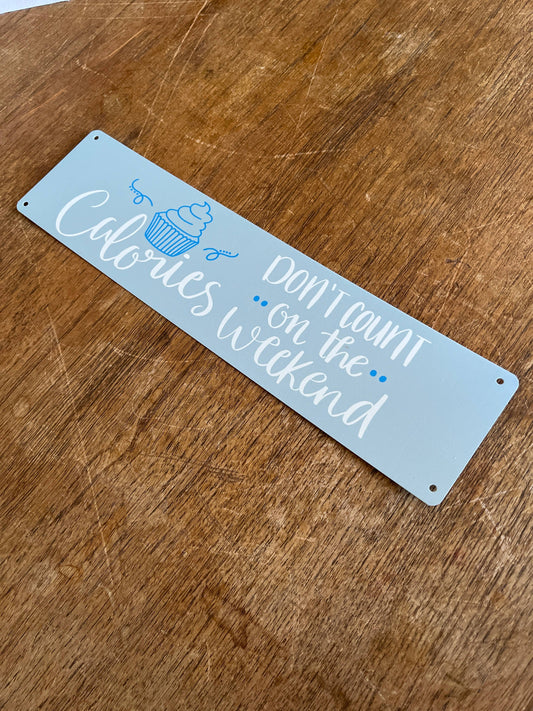 Calories
DON'T COUNT
on the
weekend